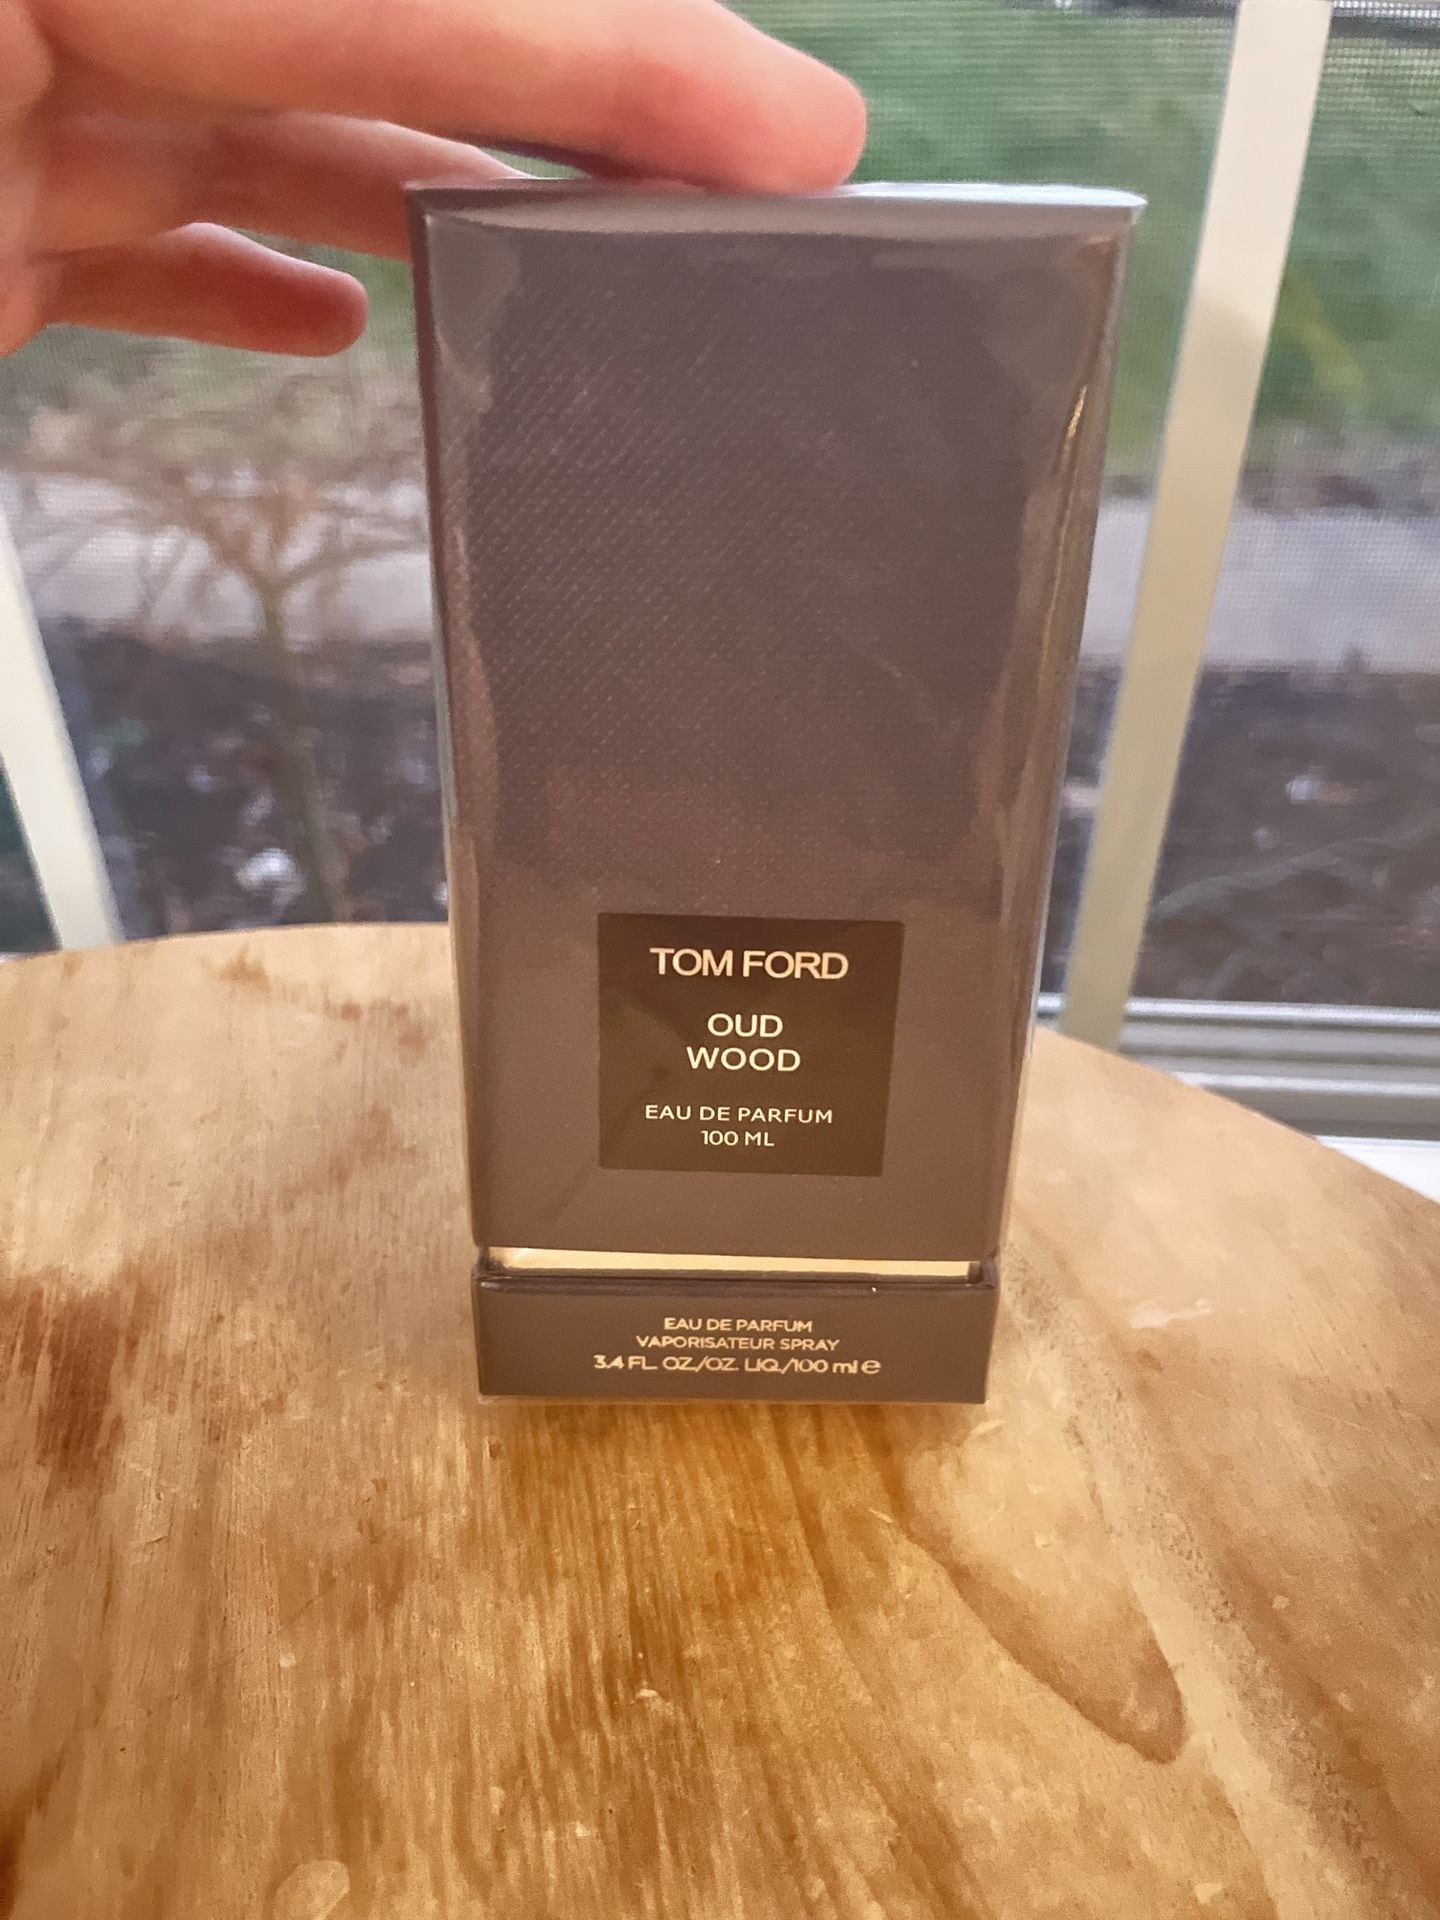 TOM FORD
OUD
WOOD
EAU DE PARFUM
100 ML
EAU DE PARFUM
VAPORISATEUR SPRAY
3.4 FL. OZ./OZ. LIQ./100 ml ℮